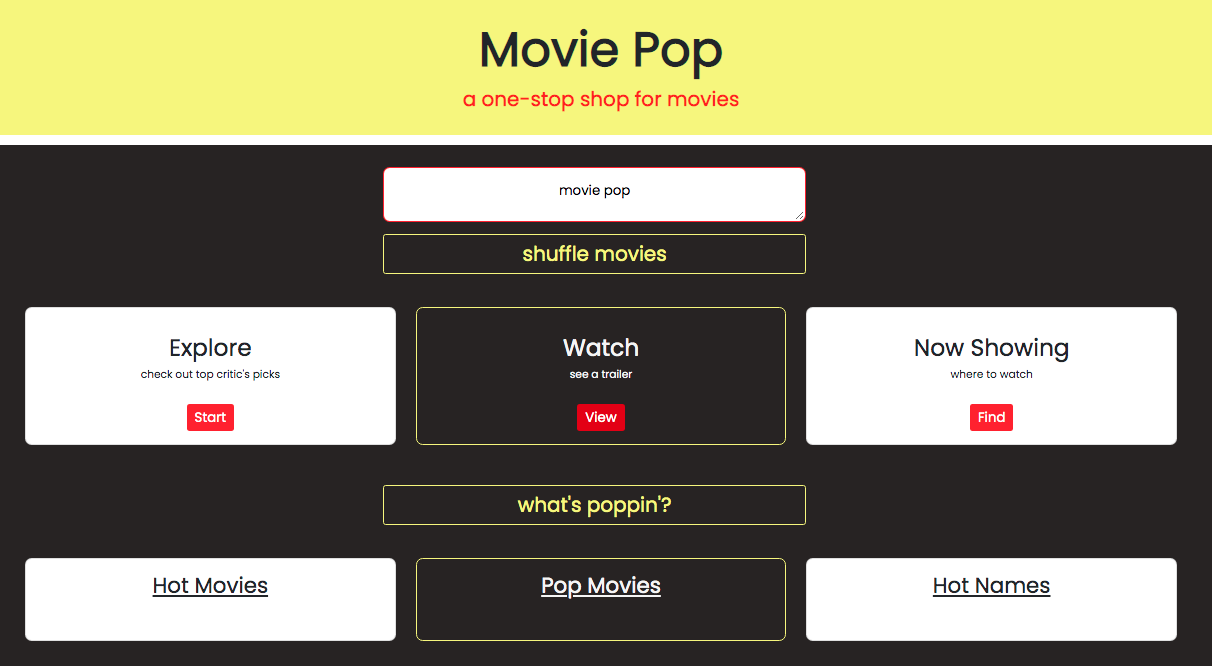 Movie Pop
a one-stop shop for movies
movie pop
shuffle movies
Explore
check out top critic's picks
Start
Watch
see a trailer
View
Now Showing
where to watch
Find
what's poppin'?
Hot Movies
Pop Movies
Hot Names